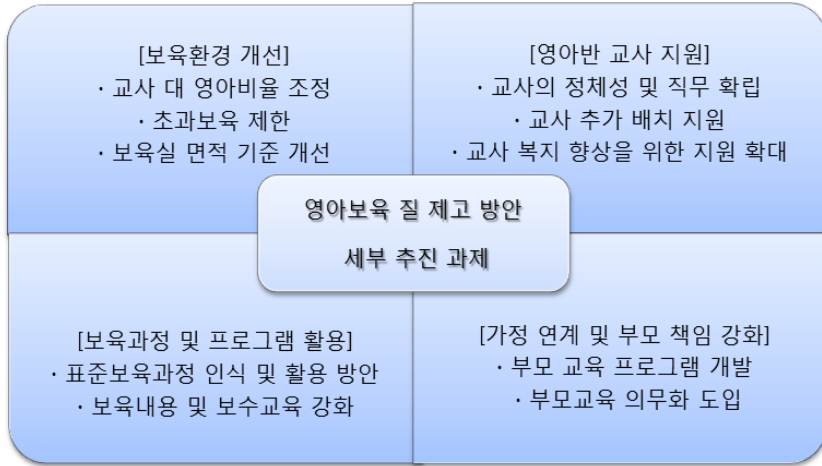 [보육환경 개선]
· 교사 대 영아비율 조정
· 초과보육 제한
· 보육실 면적 기준 개선
[영아반 교사 지원]
· 교사의 정체성 및 직무 확립
· 교사 추가 배치 지원
· 교사 복지 향상을 위한 지원 확대
영아보육 질 제고 방안
세부 추진 과제
[보육과정 및 프로그램 활용]
· 표준보육과정 인식 및 활용 방안
· 보육내용 및 보수교육 강화
[가정 연계 및 부모 책임 강화]
· 부모 교육 프로그램 개발
· 부모교육 의무화 도입